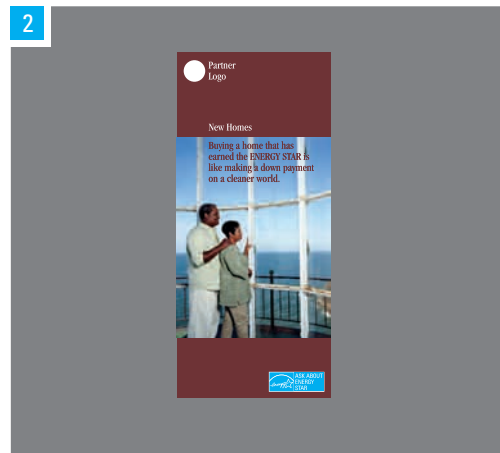 2
Partner
Logo
New Homes
Buying a home that has
earned the ENERGY STAR is
like making a down payment
on a cleaner world.
energy
ASK ABOUT
ENERGY
STAR